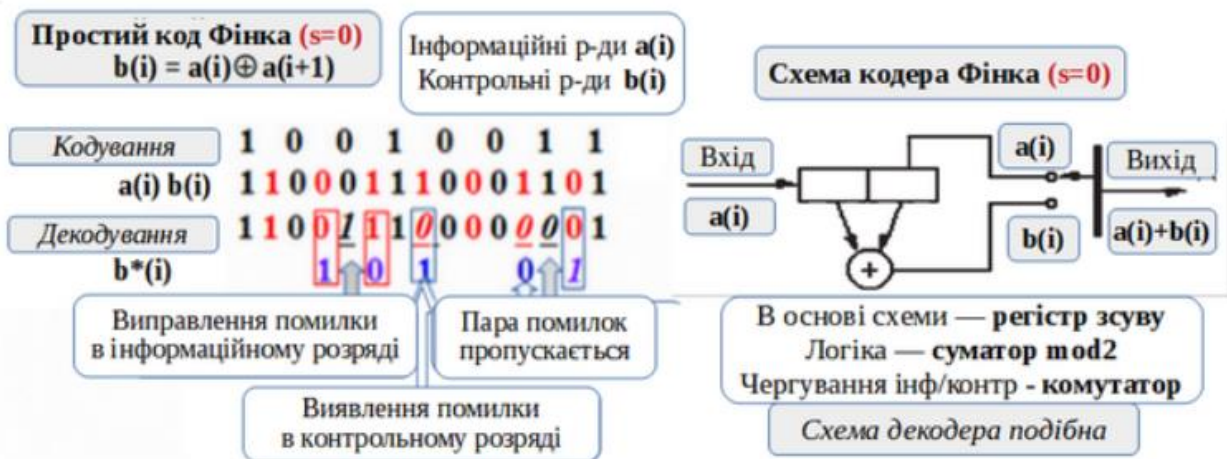 Простий код Фінка (s=0)
b(i) = a(i)⊕ a(i+1)
Інформаційні р-ди a(i)
Контрольні р-ди b(i)
Схема кодера Фінка (s=0)
Кодування 1 0 0 1 0 0 1 1
a(i) b(i) 1 1 0 0 0 1 1 1 0 0 0 1 1 0 1
Декодування 1 1 0 0 1 1 1 0 0 0 0 0 0 0 1
b*(i) 1 0 1 0 1
Виправлення помилки
в інформаційному розряді
Пара помилок
пропускається
Виявлення помилки
в контрольному розряді
Вхід
a(i)
+
a(i)
b(i)
Вихід
a(i)+b(i)
В основі схеми — регістр зсуву
Логіка — суматор mod2
Чергування інф/контр - комутатор
Схема декодера подібна